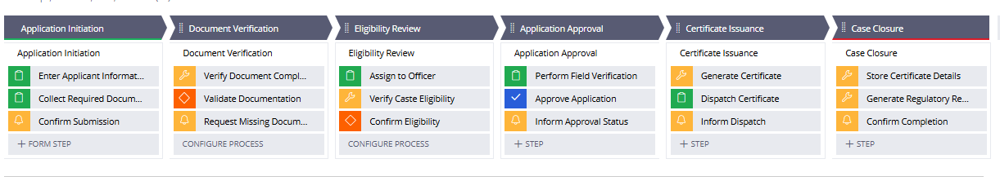 Application Initiation
Document Verification
Eligibility Review
Application Approval
Certificate Issuance
Case Closure
Application Initiation
Enter Applicant Informat...
Collect Required Docum...
Confirm Submission
+ FORM STEP
Document Verification
Verify Document Compl...
Validate Documentation
Request Missing Docum...
CONFIGURE PROCESS
Eligibility Review
Assign to Officer
Verify Caste Eligibility
Confirm Eligibility
CONFIGURE PROCESS
Application Approval
Perform Field Verification
Approve Application
Inform Approval Status
+ STEP
Certificate Issuance
Generate Certificate
Dispatch Certificate
Inform Dispatch
+ STEP
Case Closure
Store Certificate Details
Generate Regulatory Re...
Confirm Completion
+ STEP